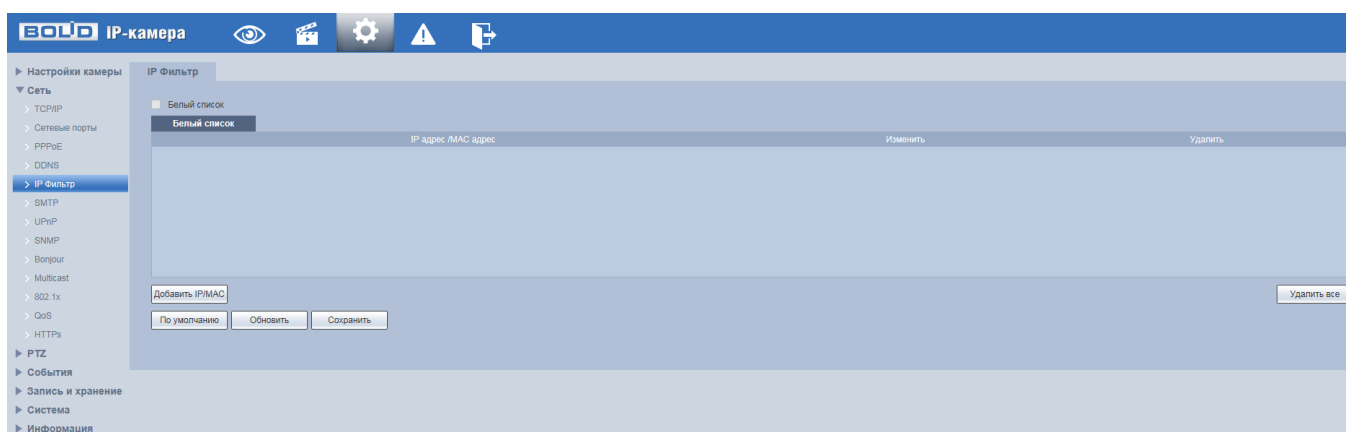 BOLID IP-камера
Настройки камеры
Сеть
TCP/IP
Сетевые порты
PPPoE
DDNS
IP Фильтр
SMTP
UPnP
SNMP
Bonjour
Multicast
802.1x
QoS
HTTPs
PTZ
События
Запись и хранение
Система
Информация
IP Фильтр
Белый список
Белый список
IP адрес /MAC адрес Изменить Удалить
Добавить IP/MAC Удалить все
По умолчанию Обновить Сохранить